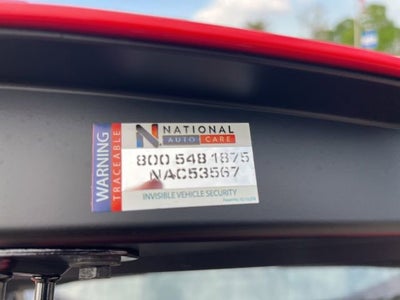 WARNING
TRACEABLE
NATIONAL
AUTO CARE
800 548 1875
NAC53567
INVISIBLE VEHICLE SECURITY